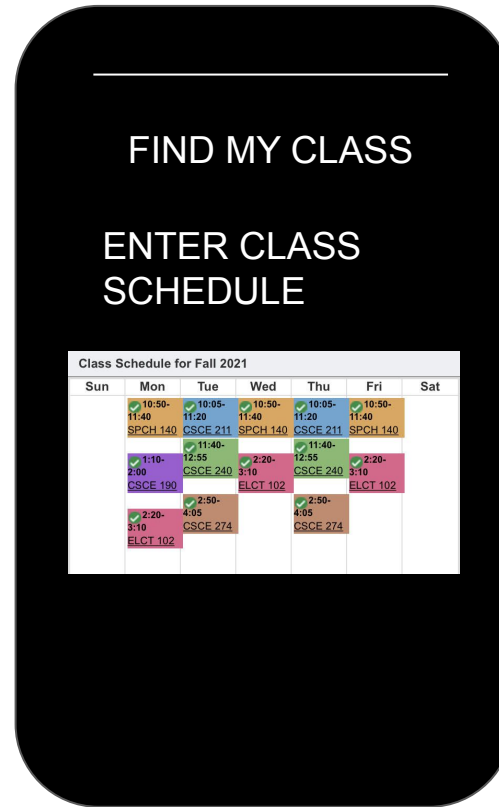 FIND MY CLASS
ENTER CLASS
SCHEDULE
Class Schedule for Fall 2021
Sun Mon Tue Wed Thu Fri Sat
10:50- 10:05- 10:50- 10:05- 10:50-
11:40 11:20 11:40 11:20 11:40
SPCH 140 CSCE 211 SPCH 140 CSCE 211 SPCH 140
11:40- 11:40-
12:55 12:55
CSCE 240 CSCE 240
1:10- 2:20- 2:20-
2:00 3:10 3:10
CSCE 190 ELCT 102 ELCT 102
2:50- 2:50-
4:05 4:05
CSCE 274 CSCE 274
2:20-
3:10
ELCT 102